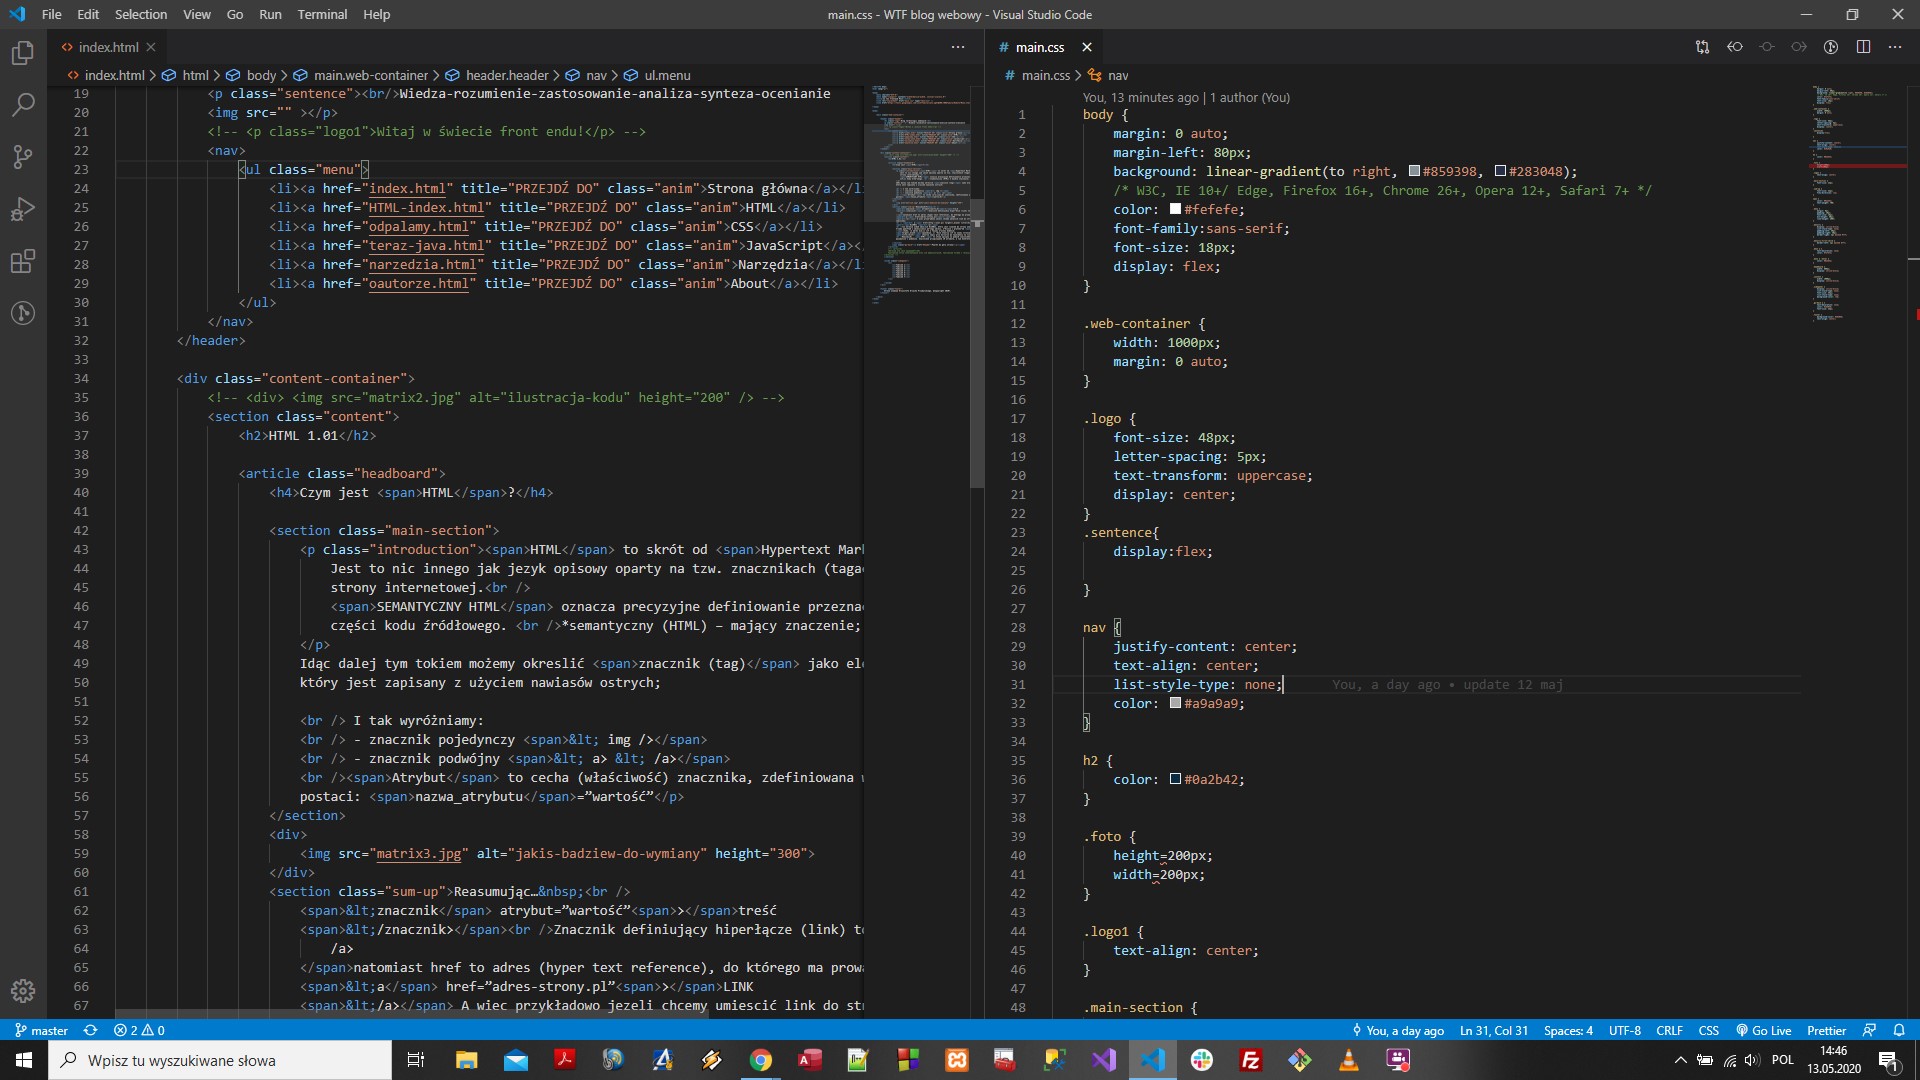 File Edit Selection View Go Run Terminal Help
main.css - WTF blog webowy - Visual Studio Code
index.html
index.html > html > body > main.web-container > header.header > nav > ul.menu
19 <p class="sentence"><br/>Wiedza-rozumienie-zastosowanie-analiza-synteza-ocenianie
20 <img src="" ></p>
21 <!-- <p class="logo1">Witaj w świecie front endu!</p> -->
22 <nav>
23 <ul class="menu">
24 <li><a href="index.html" title="PRZEJDŹ DO" class="anim">Strona główna</a></li
25 <li><a href="HTML-index.html" title="PRZEJDŹ DO" class="anim">HTML</a></li>
26 <li><a href="odpalamy.html" title="PRZEJDŹ DO" class="anim">CSS</a></li>
27 <li><a href="teraz-java.html" title="PRZEJDŹ DO" class="anim">JavaScript</a><
28 <li><a href="narzedzia.html" title="PRZEJDŹ DO" class="anim">Narzędzia</a></li
29 <li><a href="oautorze.html" title="PRZEJDŹ DO" class="anim">About</a></li>
30 </ul>
31 </nav>
32 </header>
33
34 <div class="content-container">
35 <!-- <div> <img src="matrix2.jpg" alt="ilustracja-kodu" height="200" /> -->
36 <section class="content">
37 <h2>HTML 1.01</h2>
38
39 <article class="headboard">
40 <h4>Czym jest <span>HTML</span>?</h4>
41
42 <section class="main-section">
43 <p class="introduction"><span>HTML</span> to skrót od <span>Hypertext Mar
44 Jest to nic innego jak jezyk opisowy oparty na tzw. znacznikach (taga
45 strony internetowej.<br />
46 <span>SEMANTYCZNY HTML</span> oznacza precyzyjne definiowanie przezna
47 części kodu źródłowego. <br />*semantyczny (HTML) – mający znaczenie;
48 </p>
49 Idąc dalej tym tokiem możemy okreslić <span>znacznik (tag)</span> jako ele
50 który jest zapisany z użyciem nawiasów ostrych;
51
52 <br /> I tak wyróżniamy:
53 <br /> - znacznik pojedynczy <span>&lt; img /></span>
54 <br /> - znacznik podwójny <span>&lt; a> &lt; /a></span>
55 <br /><span>Atrybut</span> to cecha (właściwość) znacznika, zdefiniowana w
56 postaci: <span>nazwa_atrybutu</span>=”wartość”</p>
57 </section>
58 <div>
59 <img src="matrix3.jpg" alt="jakis-badziew-do-wymiany" height="300">
60 </div>
61 <section class="sum-up">Reasumując…&nbsp;<br />
62 <span>&lt;znacznik</span> atrybut=”wartość”<span>></span>treść
63 <span>&lt;/znacznik></span><br />Znacznik definiujący hiperłącze (link) to
64 /a>
65 </span>natomiast href to adres (hyper text reference), do którego ma prowa
66 <span>&lt;a</span> href=”adres-strony.pl”<span>></span>LINK
67 <span>&lt;/a></span> A wiec przykładowo jezeli chcemy umiescić link do st
main.css
main.css > nav
You, 13 minutes ago | 1 author (You)
1 body {
2 margin: 0 auto;
3 margin-left: 80px;
4 background: linear-gradient(to right, #859398, #283048);
5 /* W3C, IE 10+/ Edge, Firefox 16+, Chrome 26+, Opera 12+, Safari 7+ */
6 color: #fefefe;
7 font-family:sans-serif;
8 font-size: 18px;
9 display: flex;
10 }
11
12 .web-container {
13 width: 1000px;
14 margin: 0 auto;
15 }
16
17 .logo {
18 font-size: 48px;
19 letter-spacing: 5px;
20 text-transform: uppercase;
21 display: center;
22 }
23 .sentence{
24 display:flex;
25
26 }
27
28 nav {
29 justify-content: center;
30 text-align: center;
31 list-style-type: none; You, a day ago • update 12 maj
32 color: #a9a9a9;
33 }
34
35 h2 {
36 color: #0a2b42;
37 }
38
39 .foto {
40 height=200px;
41 width=200px;
42 }
43
44 .logo1 {
45 text-align: center;
46 }
47
48 .main-section {
master 2 0 You, a day ago Ln 31, Col 31 Spaces: 4 UTF-8 CRLF CSS Go Live Prettier
Wpisz tu wyszukiwane słowa
POL
14:46
13.05.2020
1